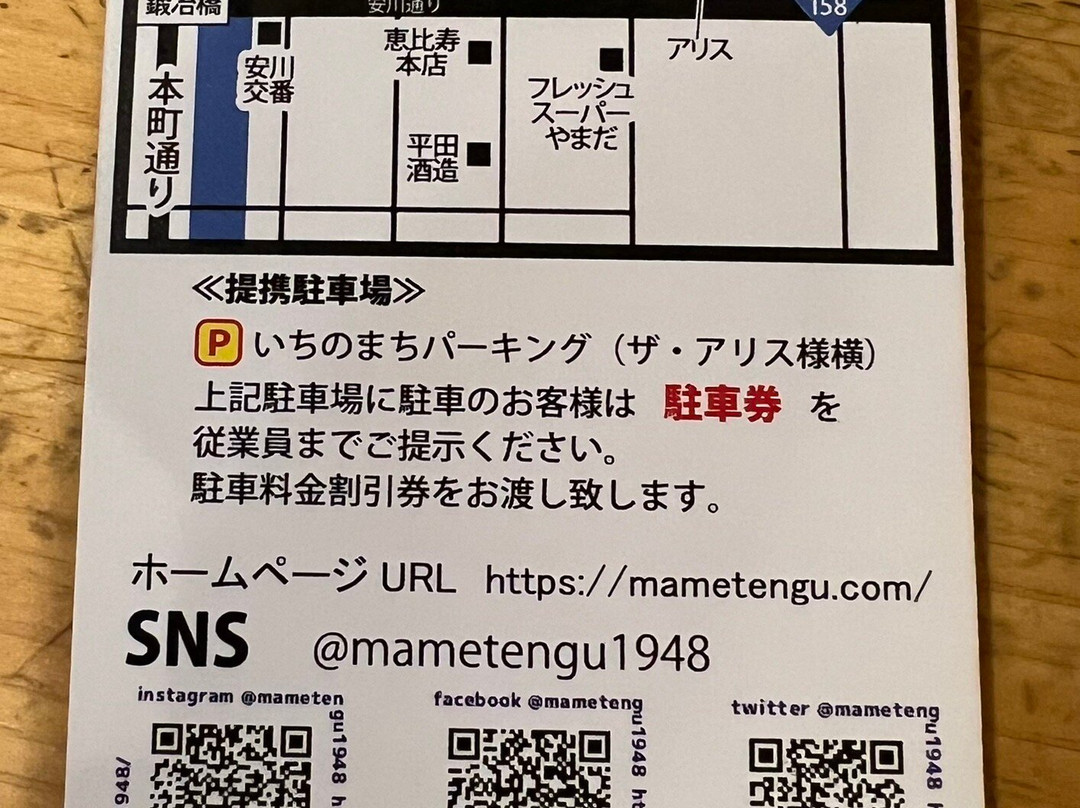 鍛冶橋
安川通り
158
安川
交番
恵比寿
本店
フレッシュ
スーパー
やまだ
アリス
本町通り
平田
酒造
≪提携駐車場≫
P いちのまちパーキング（ザ・アリス様横）
上記駐車場に駐車のお客様は 駐車券 を
従業員までご提示ください。
駐車料金割引券をお渡し致します。
ホームページ URL https://mametengu.com/
SNS @mametengu1948
instagram @mameten
gu1948
facebook @mameteng
u1948
twitter @mameteng
u1948
948/